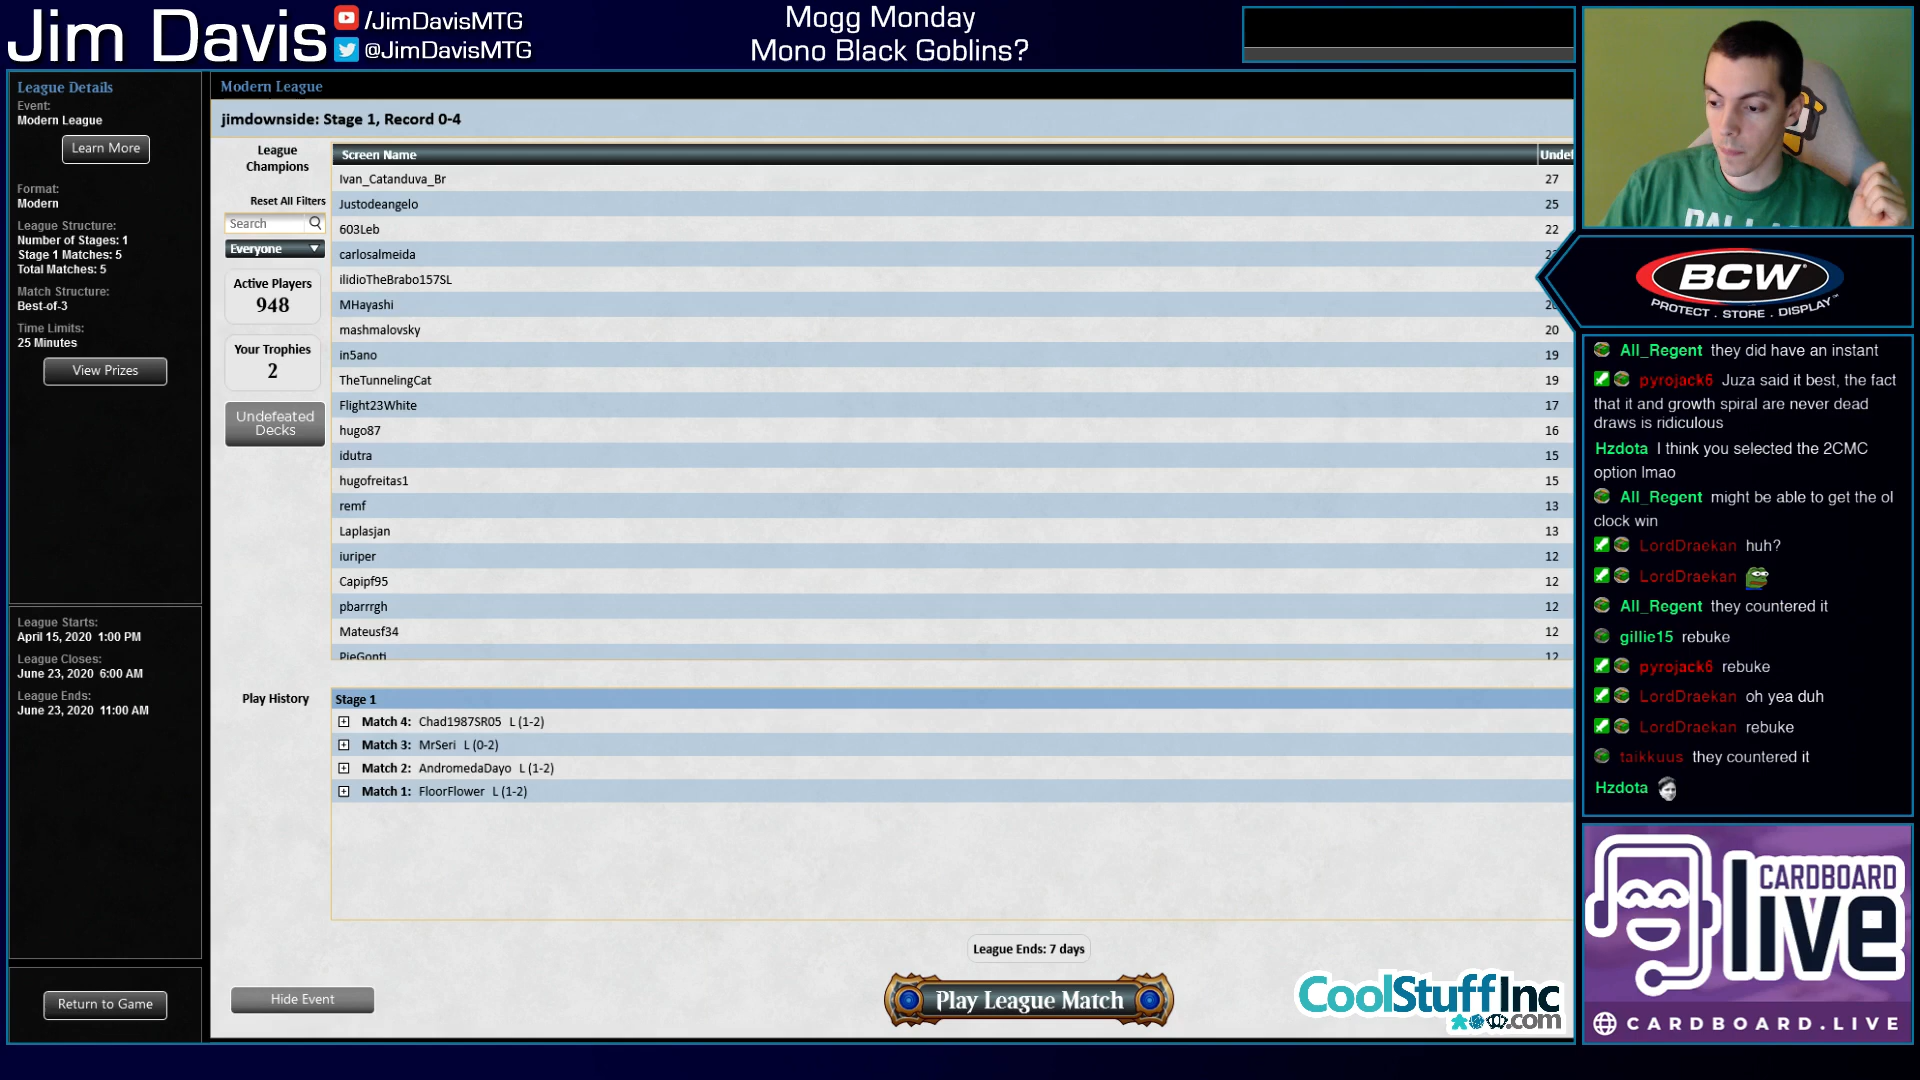 Jim Davis
/JimDavisMTG
@JimDavisMTG
Mogg Monday
Mono Black Goblins?
League Details
Event:
Modern League
Learn More
Format:
Modern
League Structure:
Number of Stages: 1
Stage 1 Matches: 5
Total Matches: 5
Match Structure:
Best-of-3
Time Limits:
25 Minutes
View Prizes
League Starts:
April 15, 2020 1:00 PM
League Closes:
June 23, 2020 6:00 AM
League Ends:
June 23, 2020 11:00 AM
Return to Game
Modern League
jimdownside: Stage 1, Record 0-4
League
Champions
Reset All Filters
Search
Everyone
Active Players
948
Your Trophies
2
Undefeated
Decks
Screen Name Undef
Ivan_Catanduva_Br 27
Justodeangelo 25
603Leb 22
carlosalmeida
ilidioTheBrabo157SL
MHayashi
mashmalovsky 20
in5ano 19
TheTunnelingCat 19
Flight23White 17
hugo87 16
idutra 15
hugofreitas1 15
remf 13
Laplasjan 13
iuriper 12
Capipf95 12
pbarrrgh 12
Mateusf34 12
PieGonti 12
Play History
Stage 1
Match 4: Chad1987SR05 L (1-2)
Match 3: MrSeri L (0-2)
Match 2: AndromedaDayo L (1-2)
Match 1: FloorFlower L (1-2)
League Ends: 7 days
Hide Event
Play League Match
CoolStuffInc
.com
BCW
PROTECT . STORE . DISPLAY™
All_Regent they did have an instant
pyrojack6 Juza said it best, the fact
that it and growth spiral are never dead
draws is ridiculous
Hzdota I think you selected the 2CMC
option lmao
All_Regent might be able to get the ol
clock win
LordDraekan huh?
LordDraekan
All_Regent they countered it
gillie15 rebuke
pyrojack6 rebuke
LordDraekan oh yea duh
LordDraekan rebuke
taikkuus they countered it
Hzdota
CARDBOARD
live
CARDBOARD.LIVE